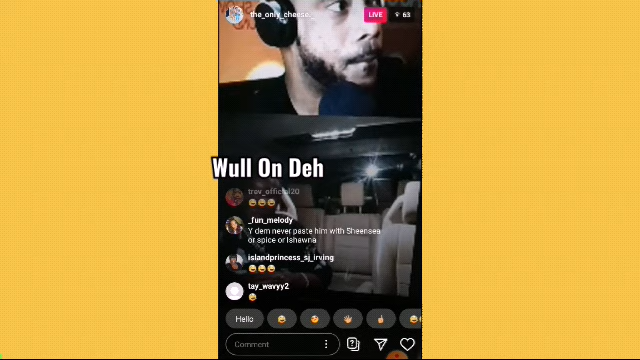 the_only_cheese.
LIVE
63
Wull On Deh
trev_official20
_fun_melody
Y dem never paste him with Sheensea
or spice or Ishawna
islandprincess_sj_irving
tay_wavyy2
Hello
Comment